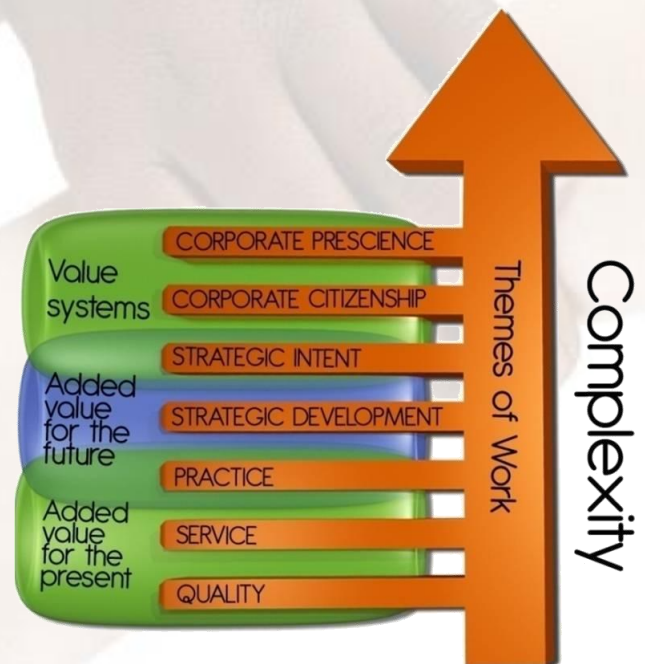 CORPORATE PRESCIENCE
Value
systems
CORPORATE CITIZENSHIP
STRATEGIC INTENT
Added
value
for the
future
STRATEGIC DEVELOPMENT
PRACTICE
Added
value
for the
present
SERVICE
QUALITY
Themes of Work
Complexity